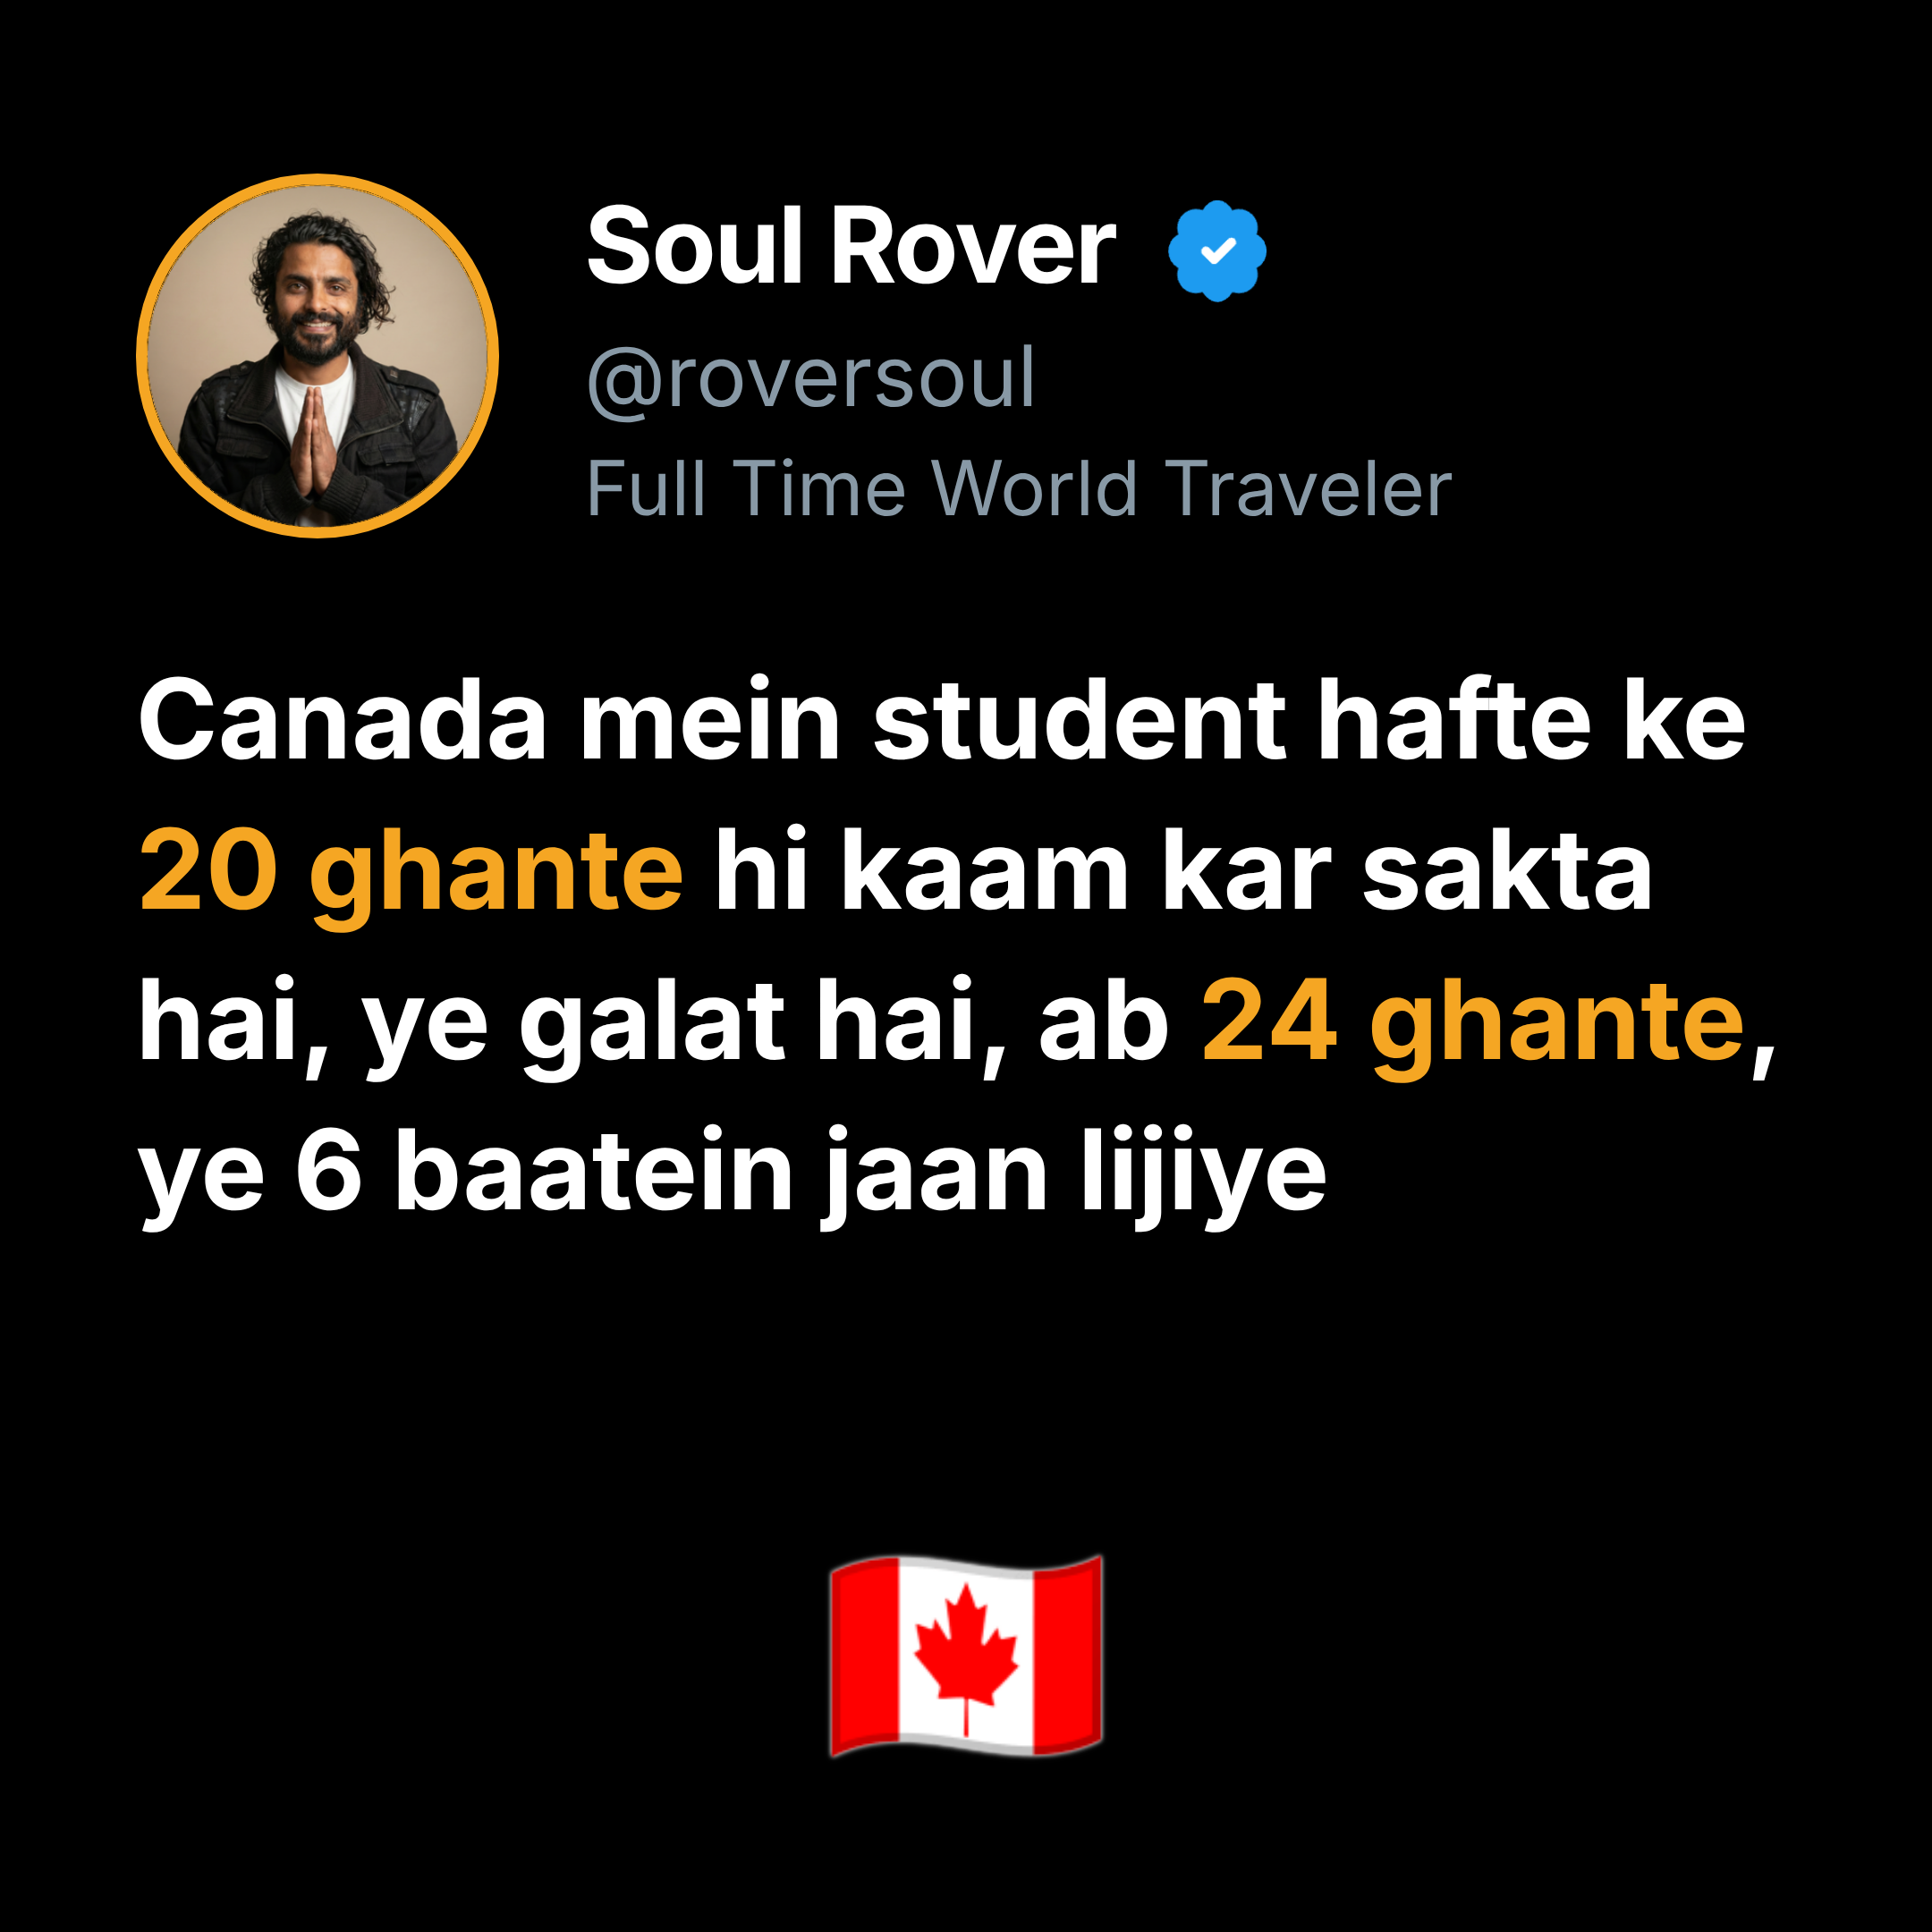 Soul Rover
@roversoul
Full Time World Traveler
Canada mein student hafte ke
20 ghante hi kaam kar sakta
hai, ye galat hai, ab 24 ghante,
ye 6 baatein jaan lijiye